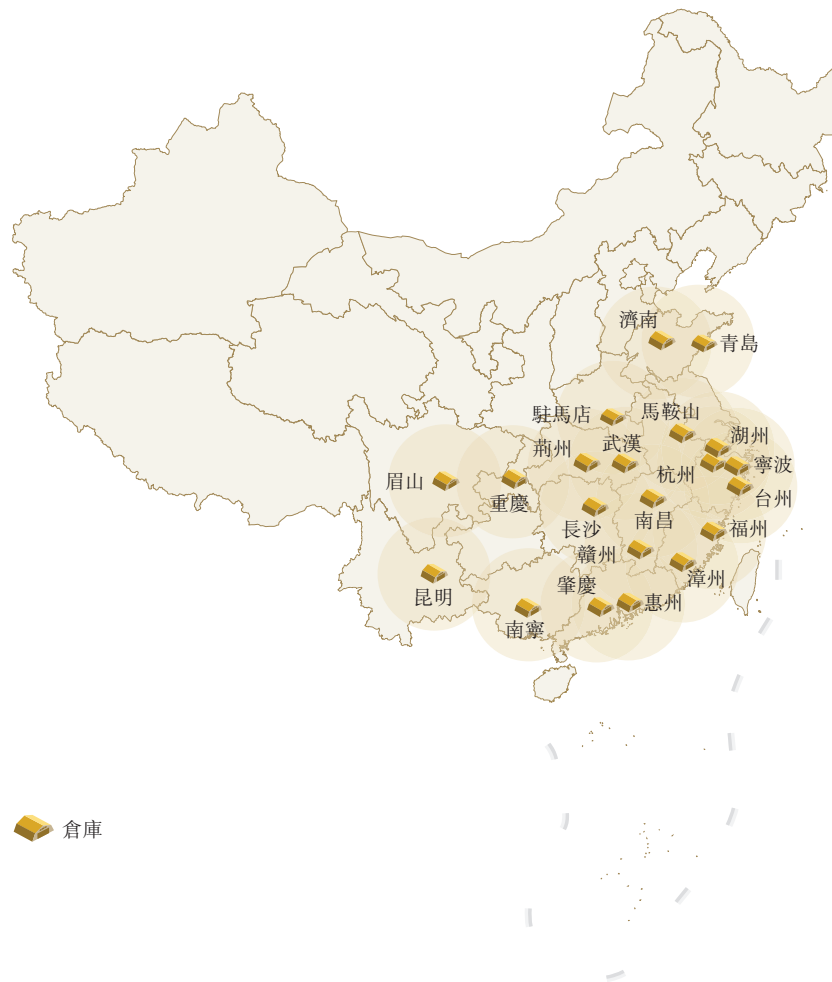 濟南
青島
馬鞍山
駐馬店
湖州
武漢
荊州
寧波
杭州
眉山
台州
重慶
南昌
長沙
福州
贛州
漳州
肇慶
昆明
惠州
南寧
倉庫